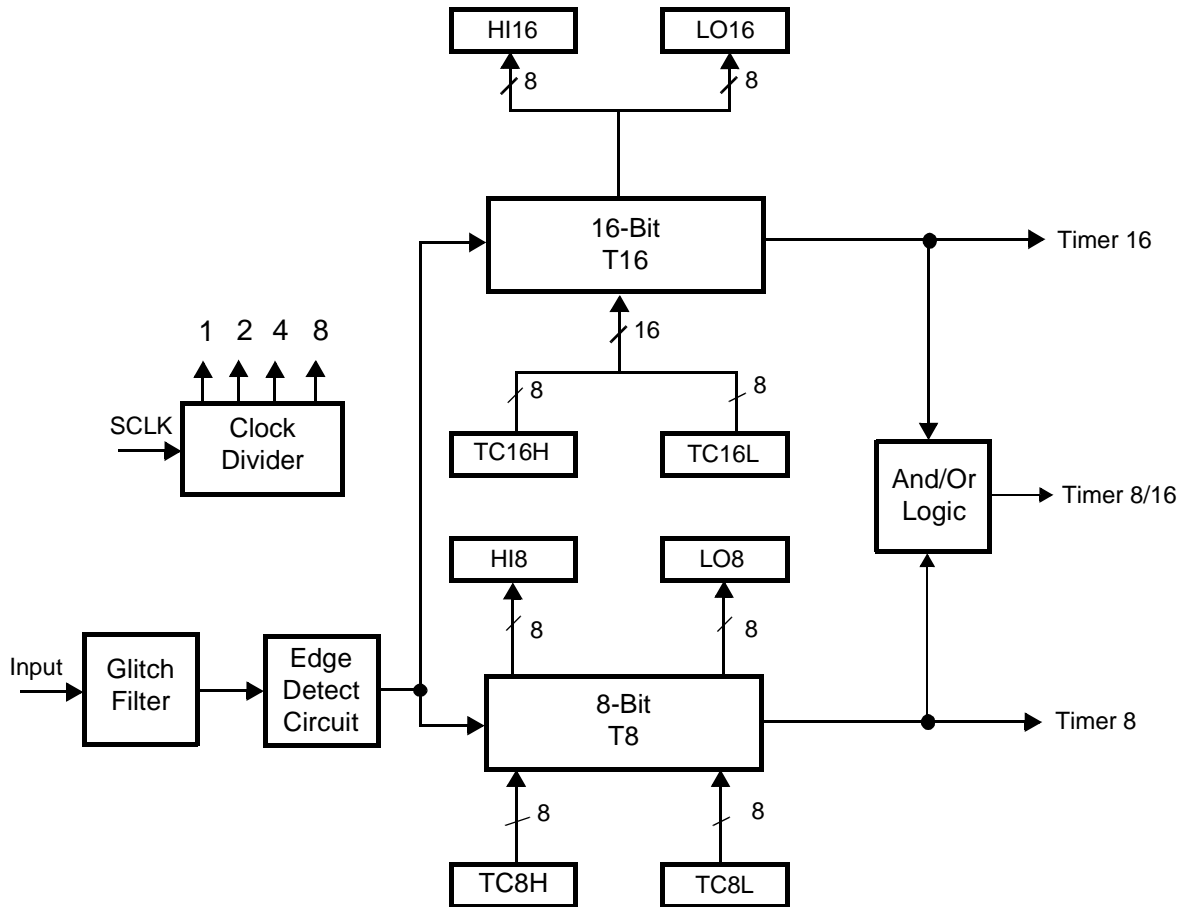 HI16
LO16
8
8
16-Bit
T16
Timer 16
1 2 4 8
16
8
8
SCLK
Clock
Divider
TC16H
TC16L
And/Or
Logic
Timer 8/16
HI8
LO8
8
8
Input
Glitch
Filter
Edge
Detect
Circuit
8-Bit
T8
Timer 8
8
8
TC8H
TC8L